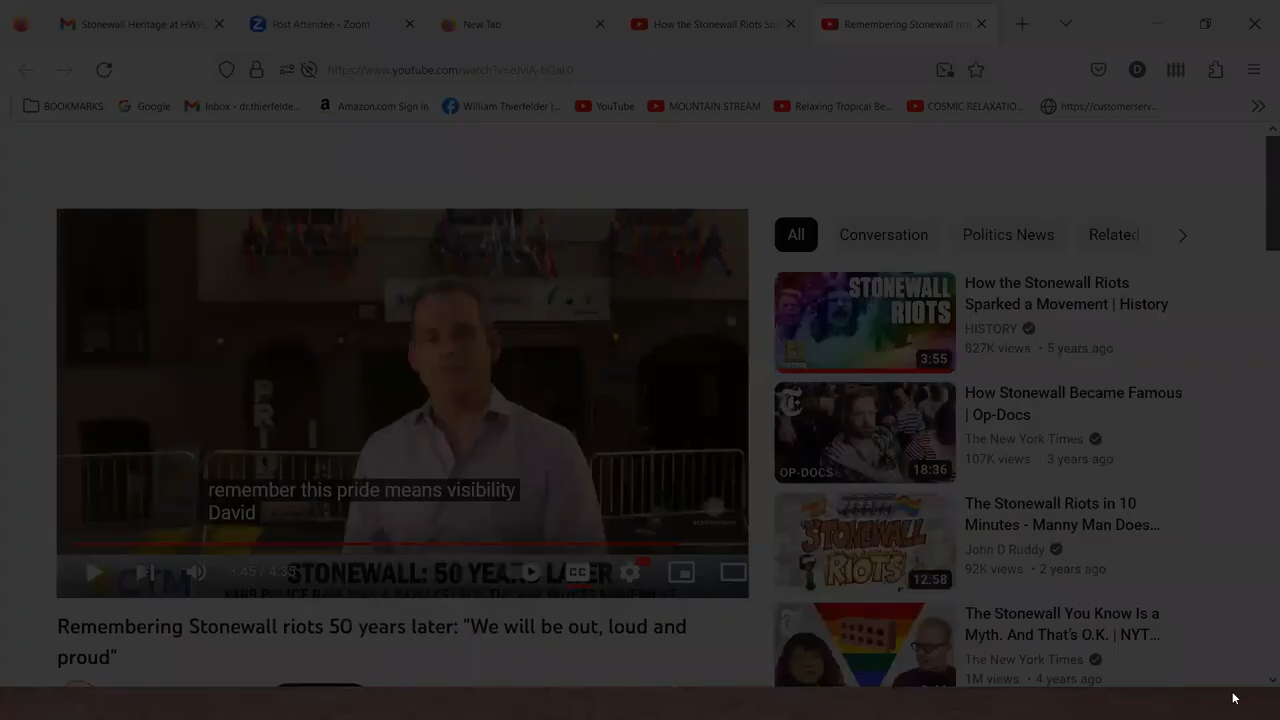 Stonewall Heritage at HW
Post Attendee - Zoom
New Tab
How the Stonewall Riots
Remembering Stonewall
https://www.youtube.com/watch?v=
BOOKMARKS
Google
Inbox - dr.thierfelde...
Amazon.com Sign In
William Thierfelder |...
YouTube
MOUNTAIN STREAM
Relaxing Tropical Be...
COSMIC RELAXATIO...
https://customerserv...
All
Conversation
Politics News
Related
PRI
remember this pride means visibility
David
4:35
CC
STONEWALL: 50 YEARS LATER
Remembering Stonewall riots 50 years later: "We will be out, loud and
proud"
STONEWALL
RIOTS
3:55
How the Stonewall Riots
Sparked a Movement | History
HISTORY
827K views • 5 years ago
OP-DOCS
18:36
How Stonewall Became Famous
| Op-Docs
The New York Times
107K views • 3 years ago
STONEWALL
RIOTS
12:58
The Stonewall Riots in 10
Minutes - Manny Man Does...
John D Ruddy
92K views • 2 years ago
The Stonewall You Know Is a
Myth. And That's O.K. | NYT...
The New York Times
1M views • 4 years ago